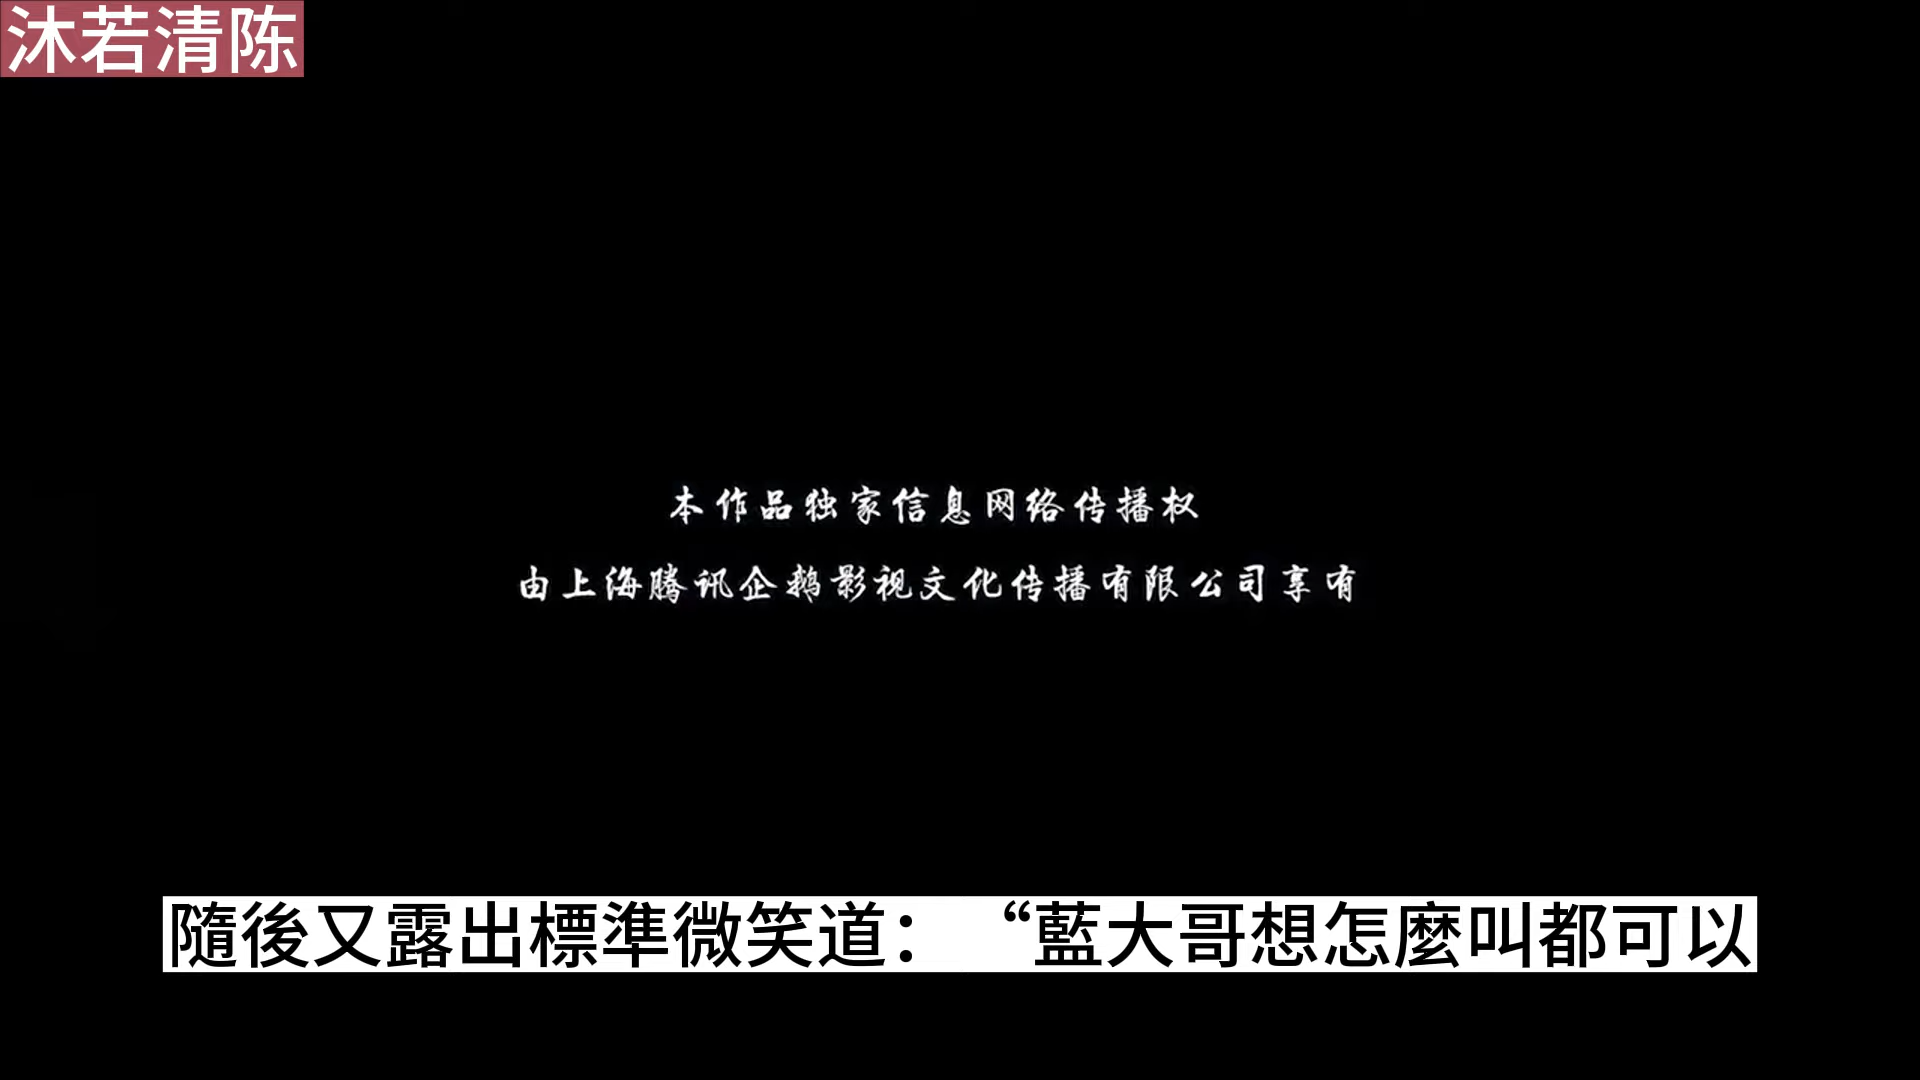 沐若清陈
本作品独家信息网络传播权
由上海腾讯企鹅影视文化传播有限公司享有
隨後又露出標準微笑道：“藍大哥想怎麼叫都可以